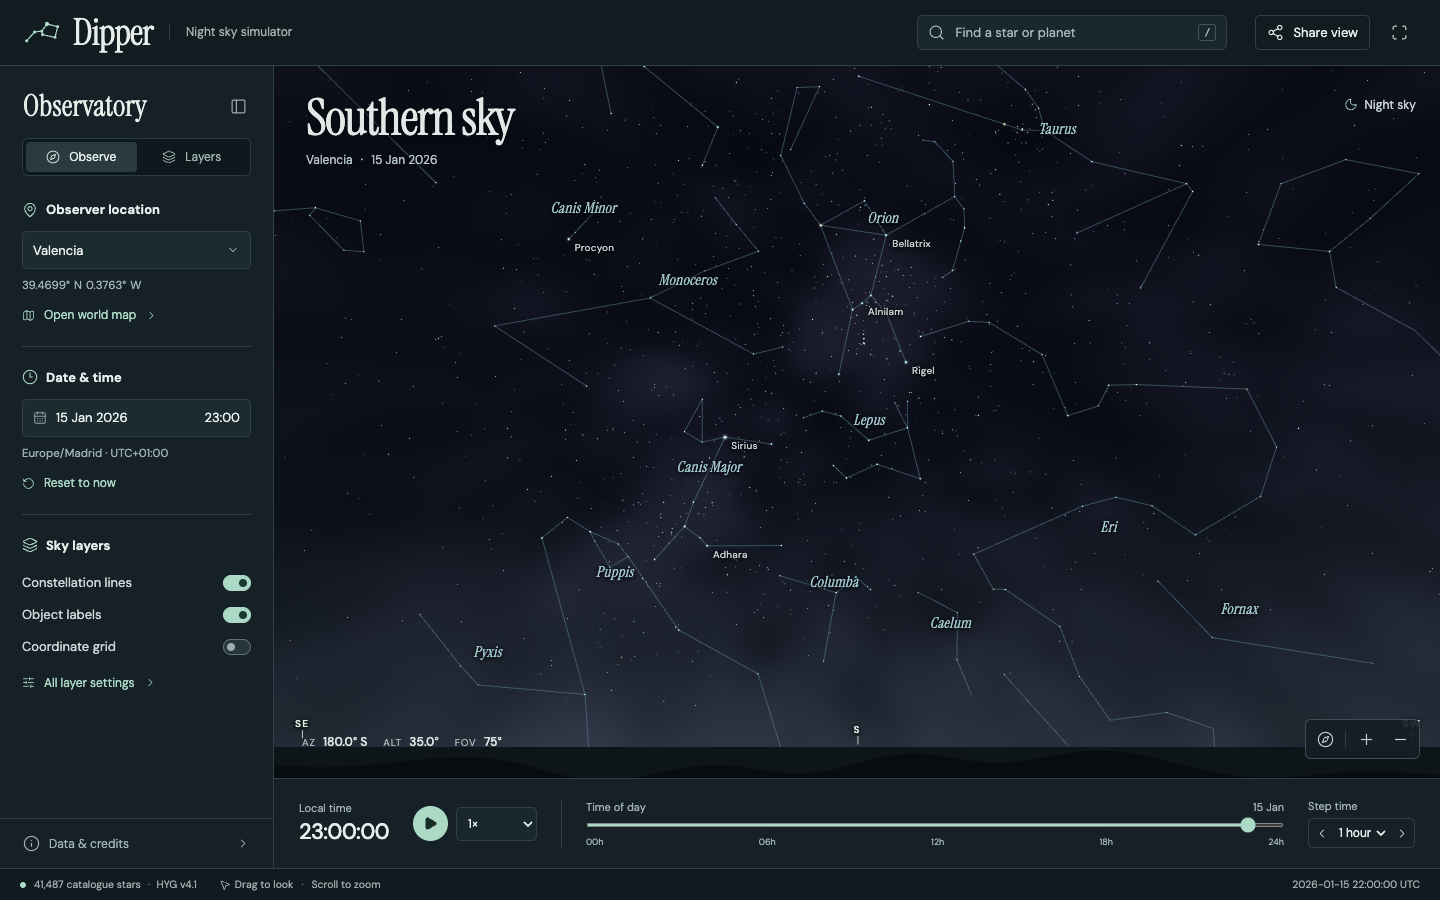 Dipper
Night sky simulator
Find a star or planet
/
Share view
Observatory
Observe
Layers
Observer location
Valencia
39.4699° N 0.3763° W
Open world map
Date & time
15 Jan 2026 23:00
Europe/Madrid · UTC+01:00
Reset to now
Sky layers
Constellation lines
Object labels
Coordinate grid
All layer settings
Data & credits
Southern sky
Valencia · 15 Jan 2026
Night sky
Taurus
Canis Minor
Orion
Procyon
Bellatrix
Monoceros
Alnilam
Rigel
Lepus
Sirius
Canis Major
Eri
Adhara
Puppis
Columba
Fornax
Caelum
Pyxis
SE
S
SW
AZ 180.0° S ALT 35.0° FOV 75°
Local time
23:00:00
1×
Time of day
15 Jan
00h 06h 12h 18h 24h
Step time
1 hour
41,487 catalogue stars · HYG v4.1
Drag to look · Scroll to zoom
2026-01-15 22:00:00 UTC